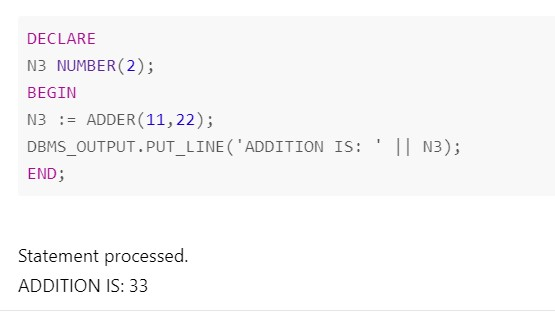 DECLARE
N3 NUMBER(2);
BEGIN
N3 := ADDER(11,22);
DBMS_OUTPUT.PUT_LINE('ADDITION IS: ' || N3);
END;
Statement processed.
ADDITION IS: 33